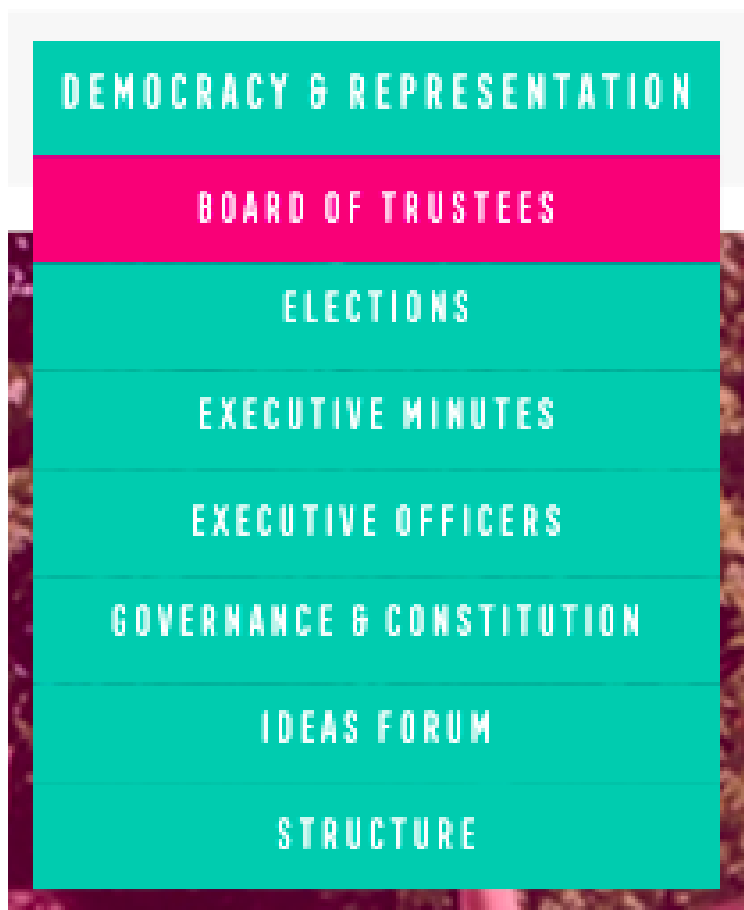 DEMOCRACY & REPRESENTATION
BOARD OF TRUSTEES
ELECTIONS
EXECUTIVE MINUTES
EXECUTIVE OFFICERS
GOVERNANCE & CONSTITUTION
IDEAS FORUM
STRUCTURE